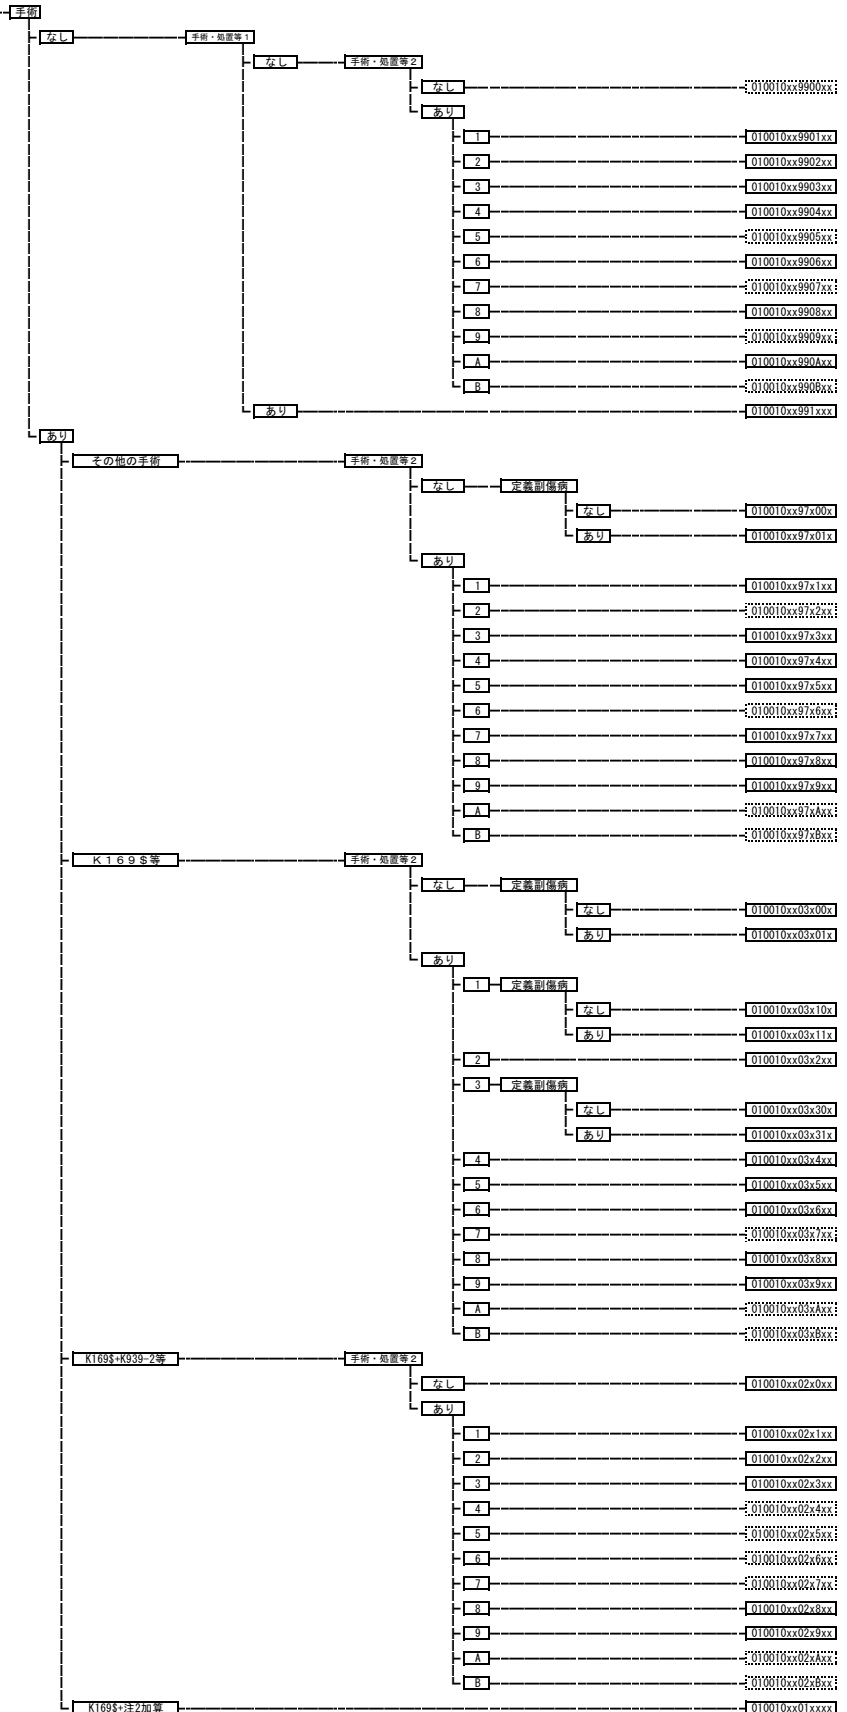 手術
なし 手術・処置等1
なし 手術・処置等2
なし 010010xx9900xx
あり
1 010010xx9901xx
2 010010xx9902xx
3 010010xx9903xx
4 010010xx9904xx
5 010010xx9905xx
6 010010xx9906xx
7 010010xx9907xx
8 010010xx9908xx
9 010010xx9909xx
A 010010xx990Axx
B 010010xx990Bxx
あり 010010xx991xxx
あり
その他の手術 手術・処置等2
なし 定義副傷病
なし 010010xx97x00x
あり 010010xx97x01x
あり
1 010010xx97x1xx
2 010010xx97x2xx
3 010010xx97x3xx
4 010010xx97x4xx
5 010010xx97x5xx
6 010010xx97x6xx
7 010010xx97x7xx
8 010010xx97x8xx
9 010010xx97x9xx
A 010010xx97xAxx
B 010010xx97xBxx
K169$等 手術・処置等2
なし 定義副傷病
なし 010010xx03x00x
あり 010010xx03x01x
あり
1 定義副傷病
なし 010010xx03x10x
あり 010010xx03x11x
2 010010xx03x2xx
3 定義副傷病
なし 010010xx03x30x
あり 010010xx03x31x
4 010010xx03x4xx
5 010010xx03x5xx
6 010010xx03x6xx
7 010010xx03x7xx
8 010010xx03x8xx
9 010010xx03x9xx
A 010010xx03xAxx
B 010010xx03xBxx
K169$+K939-2等 手術・処置等2
なし 010010xx02x0xx
あり
1 010010xx02x1xx
2 010010xx02x2xx
3 010010xx02x3xx
4 010010xx02x4xx
5 010010xx02x5xx
6 010010xx02x6xx
7 010010xx02x7xx
8 010010xx02x8xx
9 010010xx02x9xx
A 010010xx02xAxx
B 010010xx02xBxx
K169$+注2加算 010010xx01xxxx